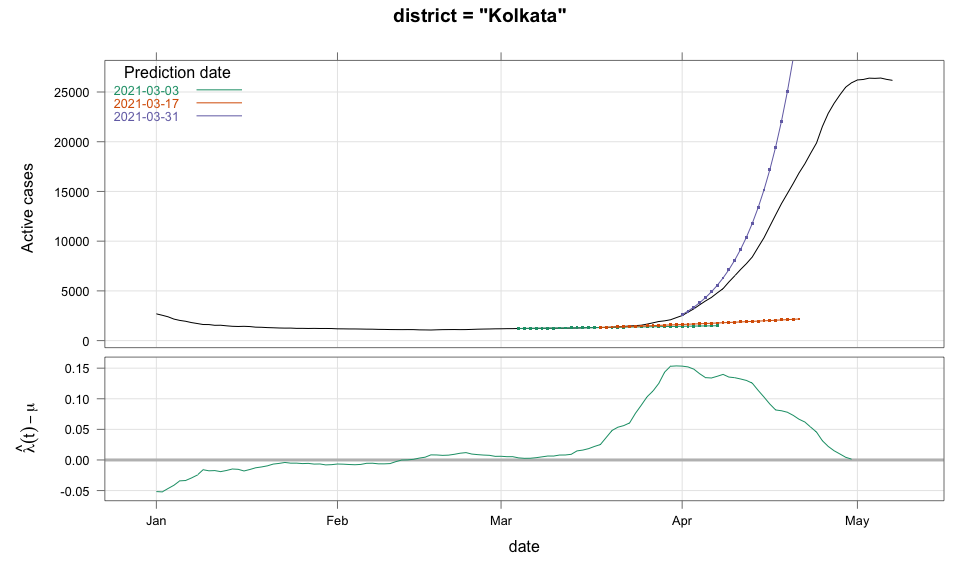 district = "Kolkata"
Prediction date
2021-03-03
2021-03-17
2021-03-31
Active cases
25000
20000
15000
10000
5000
0
λ̂(t) − μ
0.15
0.10
0.05
0.00
-0.05
Jan Feb Mar Apr May
date